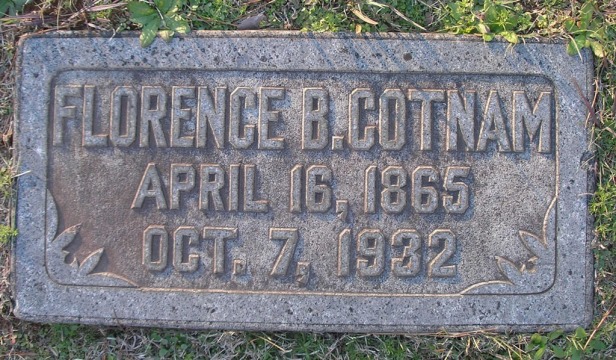 FLORENCE B. COTNAM
APRIL 16, 1865
OCT. 7, 1932